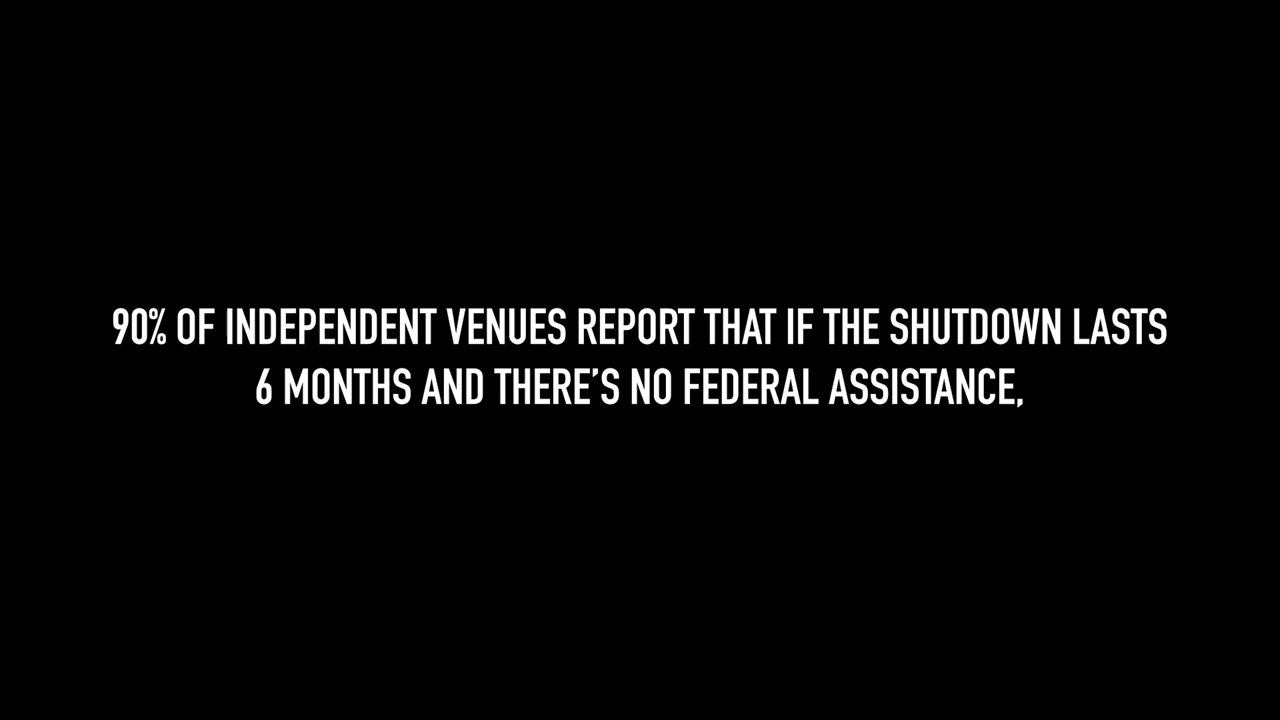 90% OF INDEPENDENT VENUES REPORT THAT IF THE SHUTDOWN LASTS
6 MONTHS AND THERE’S NO FEDERAL ASSISTANCE,